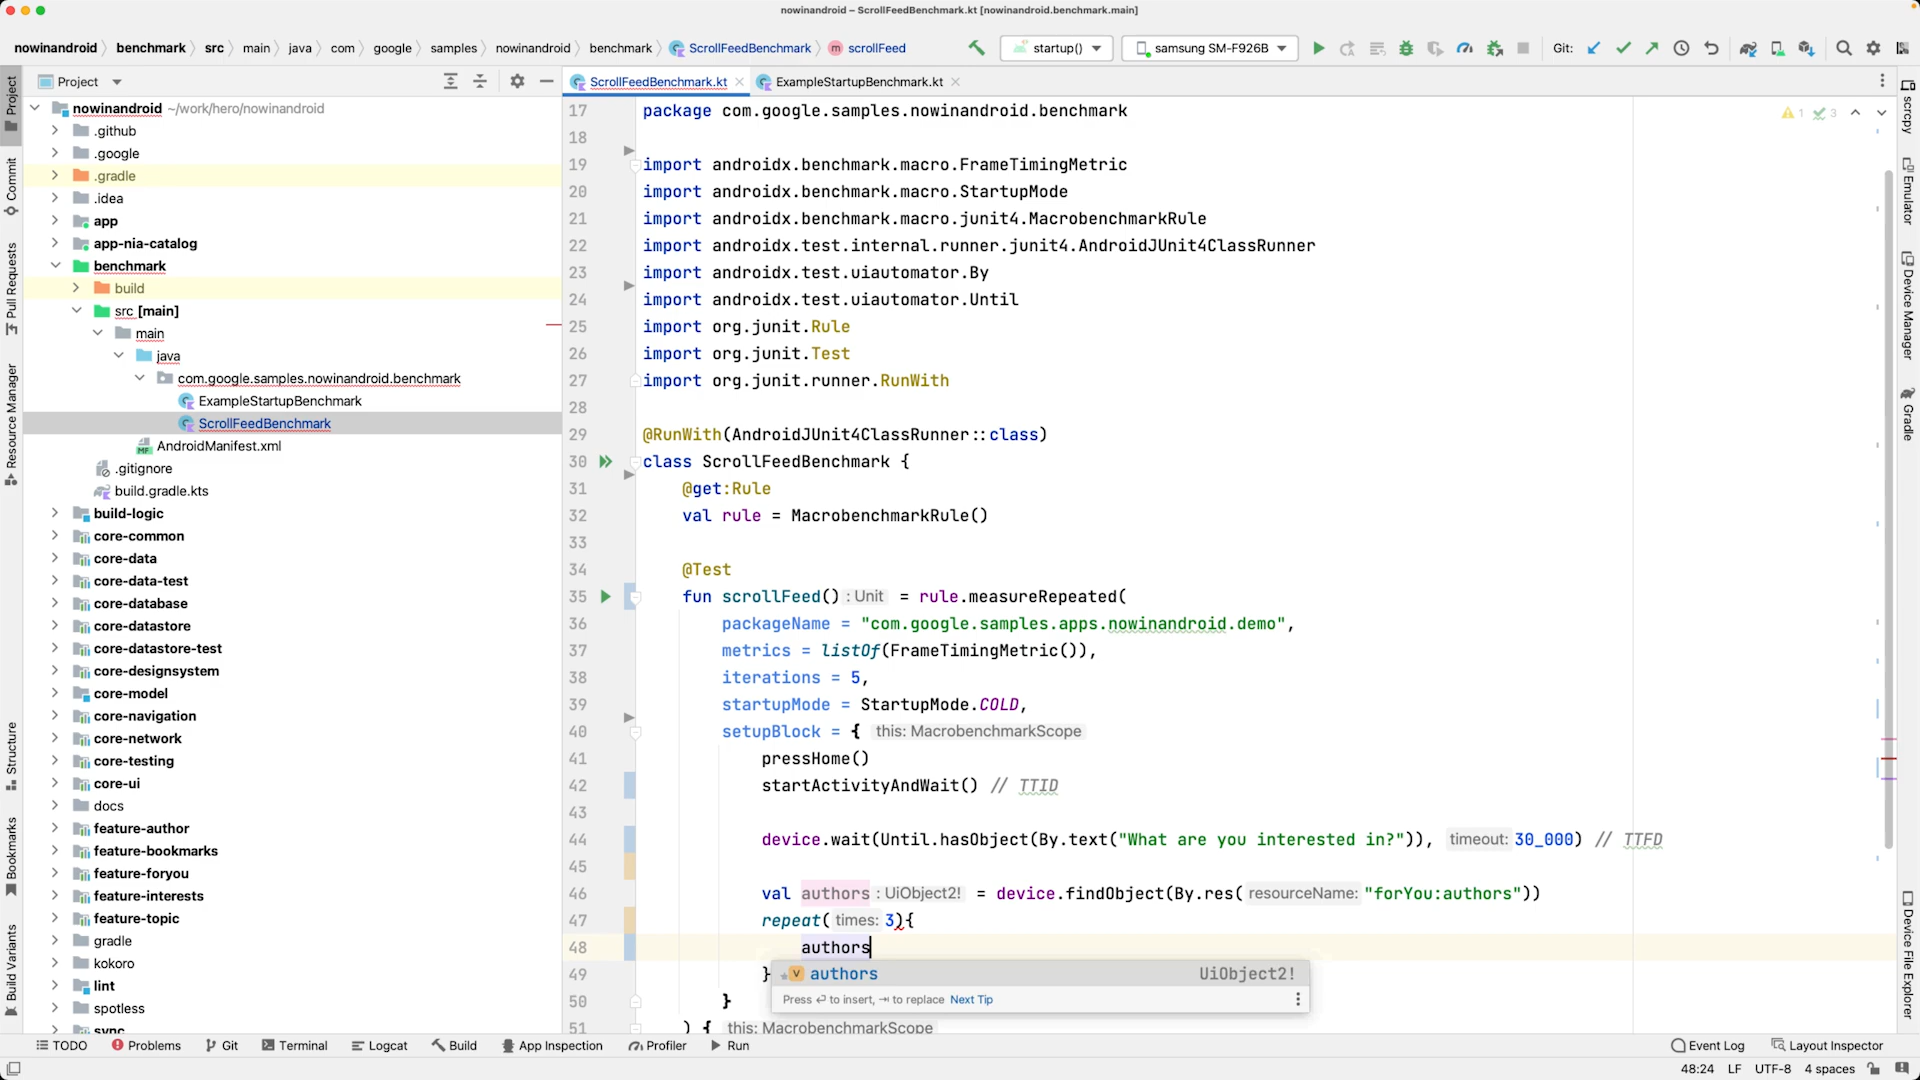 nowinandroid – ScrollFeedBenchmark.kt [nowinandroid.benchmark.main]
nowinandroid benchmark src main java com google samples nowinandroid benchmark ScrollFeedBenchmark m scrollFeed startup() samsung SM-F926B Git:
Project
ScrollFeedBenchmark.kt ExampleStartupBenchmark.kt
Project
Commit
Pull Requests
Resource Manager
Structure
Bookmarks
Build Variants
nowinandroid ~/work/hero/nowinandroid
.github
.google
.gradle
.idea
app
app-nia-catalog
benchmark
build
src [main]
main
java
com.google.samples.nowinandroid.benchmark
ExampleStartupBenchmark
ScrollFeedBenchmark
MF AndroidManifest.xml
.gitignore
build.gradle.kts
build-logic
core-common
core-data
core-data-test
core-database
core-datastore
core-datastore-test
core-designsystem
core-model
core-navigation
core-network
core-testing
core-ui
docs
feature-author
feature-bookmarks
feature-foryou
feature-interests
feature-topic
gradle
kokoro
lint
spotless
sync
17 package com.google.samples.nowinandroid.benchmark
1 3
18
19 import androidx.benchmark.macro.FrameTimingMetric
20 import androidx.benchmark.macro.StartupMode
21 import androidx.benchmark.macro.junit4.MacrobenchmarkRule
22 import androidx.test.internal.runner.junit4.AndroidJUnit4ClassRunner
23 import androidx.test.uiautomator.By
24 import androidx.test.uiautomator.Until
25 import org.junit.Rule
26 import org.junit.Test
27 import org.junit.runner.RunWith
28
29 @RunWith(AndroidJUnit4ClassRunner::class)
30 class ScrollFeedBenchmark {
31 @get:Rule
32 val rule = MacrobenchmarkRule()
33
34 @Test
35 fun scrollFeed() : Unit = rule.measureRepeated(
36 packageName = "com.google.samples.apps.nowinandroid.demo",
37 metrics = listOf(FrameTimingMetric()),
38 iterations = 5,
39 startupMode = StartupMode.COLD,
40 setupBlock = { this: MacrobenchmarkScope
41 pressHome()
42 startActivityAndWait() // TTID
43
44 device.wait(Until.hasObject(By.text("What are you interested in?")), timeout: 30_000) // TTFD
45
46 val authors : UiObject2! = device.findObject(By.res( resourceName: "forYou:authors"))
47 repeat( times: 3){
48 authors
49 }
v authors UiObject2!
Press ↩ to insert, ⇥ to replace Next Tip
50 }
51 ) { this: MacrobenchmarkScope
scrcpy
Emulator
Device Manager
Gradle
Device File Explorer
TODO Problems Git Terminal Logcat Build App Inspection Profiler Run Event Log Layout Inspector
48:24 LF UTF-8 4 spaces